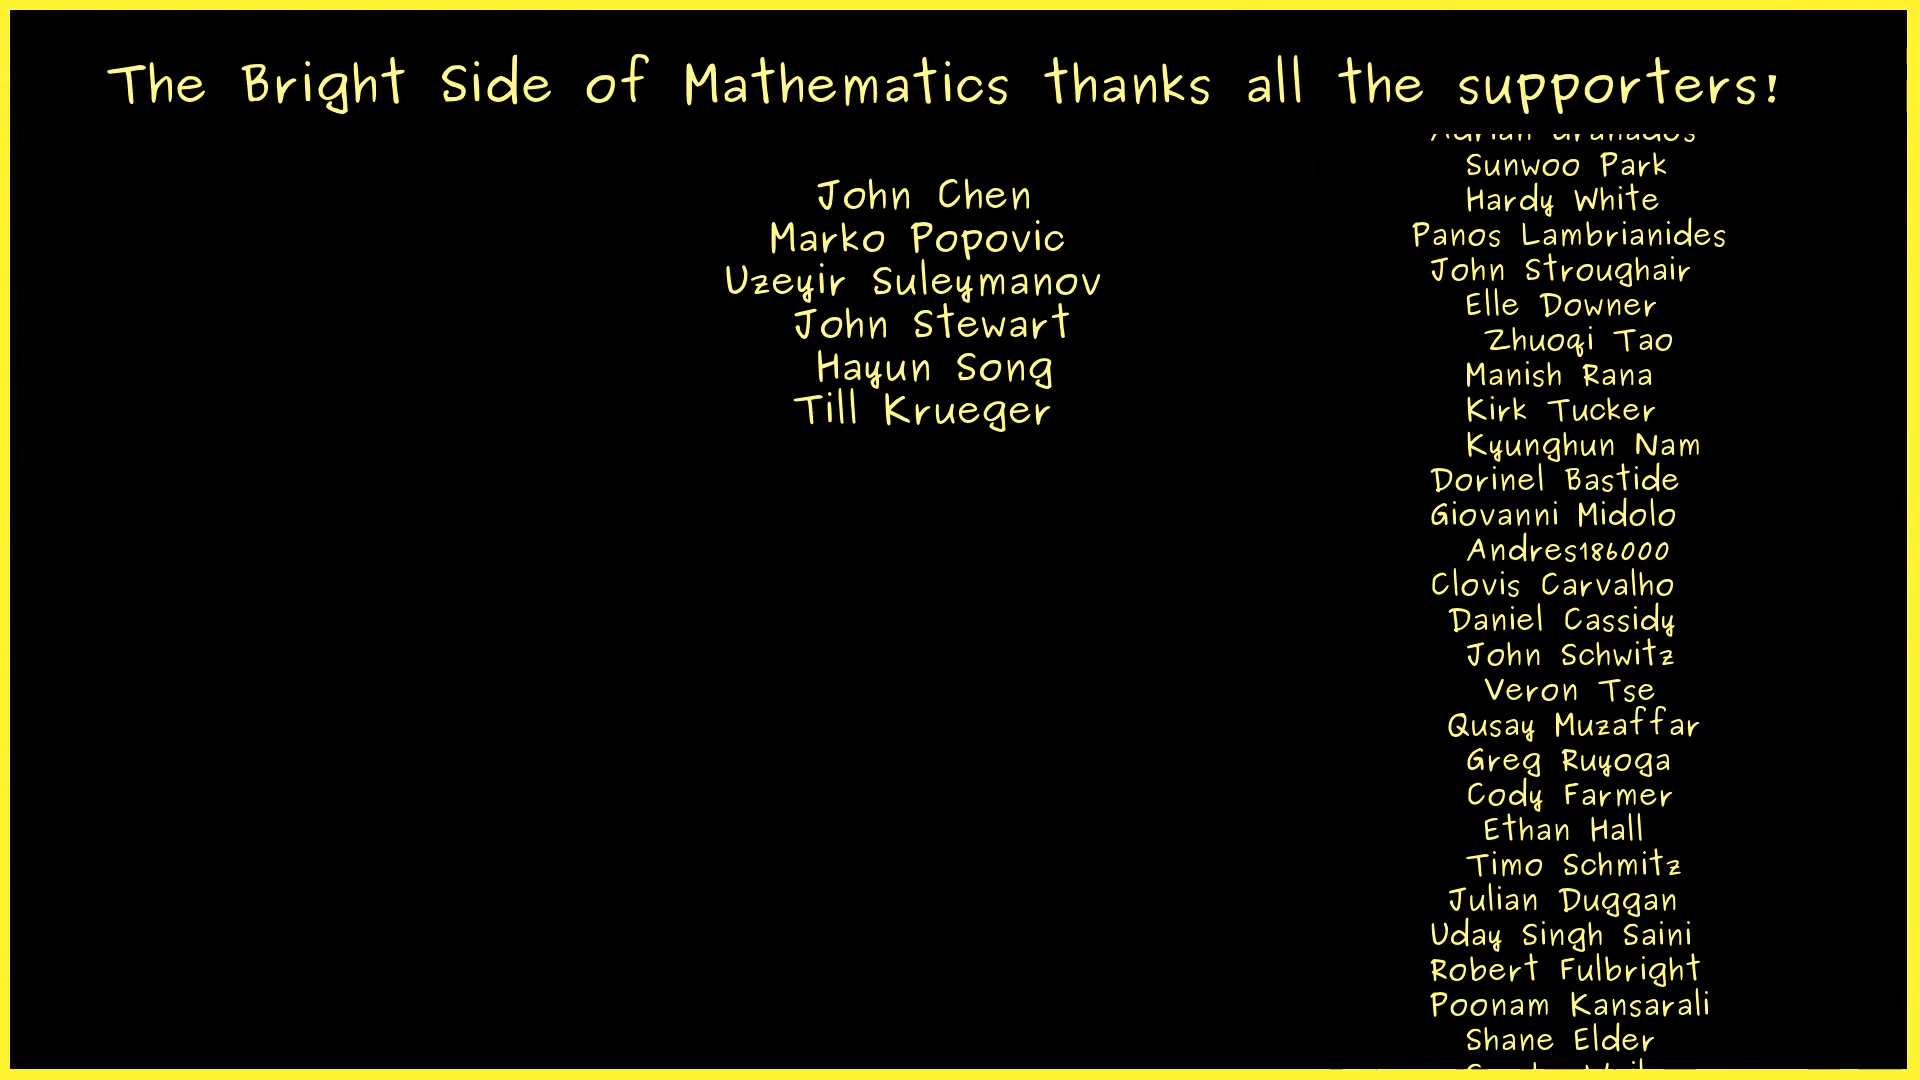 The Bright Side of Mathematics thanks all the supporters!
John Chen
Marko Popovic
Uzeyir Suleymanov
John Stewart
Hayun Song
Till Krueger
Adrian Granados
Sunwoo Park
Hardy White
Panos Lambrianides
John Stroughair
Elle Downer
Zhuoqi Tao
Manish Rana
Kirk Tucker
Kyunghun Nam
Dorinel Bastide
Giovanni Midolo
Andres186000
Clovis Carvalho
Daniel Cassidy
John Schwitz
Veron Tse
Qusay Muzaffar
Greg Ruyoga
Cody Farmer
Ethan Hall
Timo Schmitz
Julian Duggan
Uday Singh Saini
Robert Fulbright
Poonam Kansarali
Shane Elder